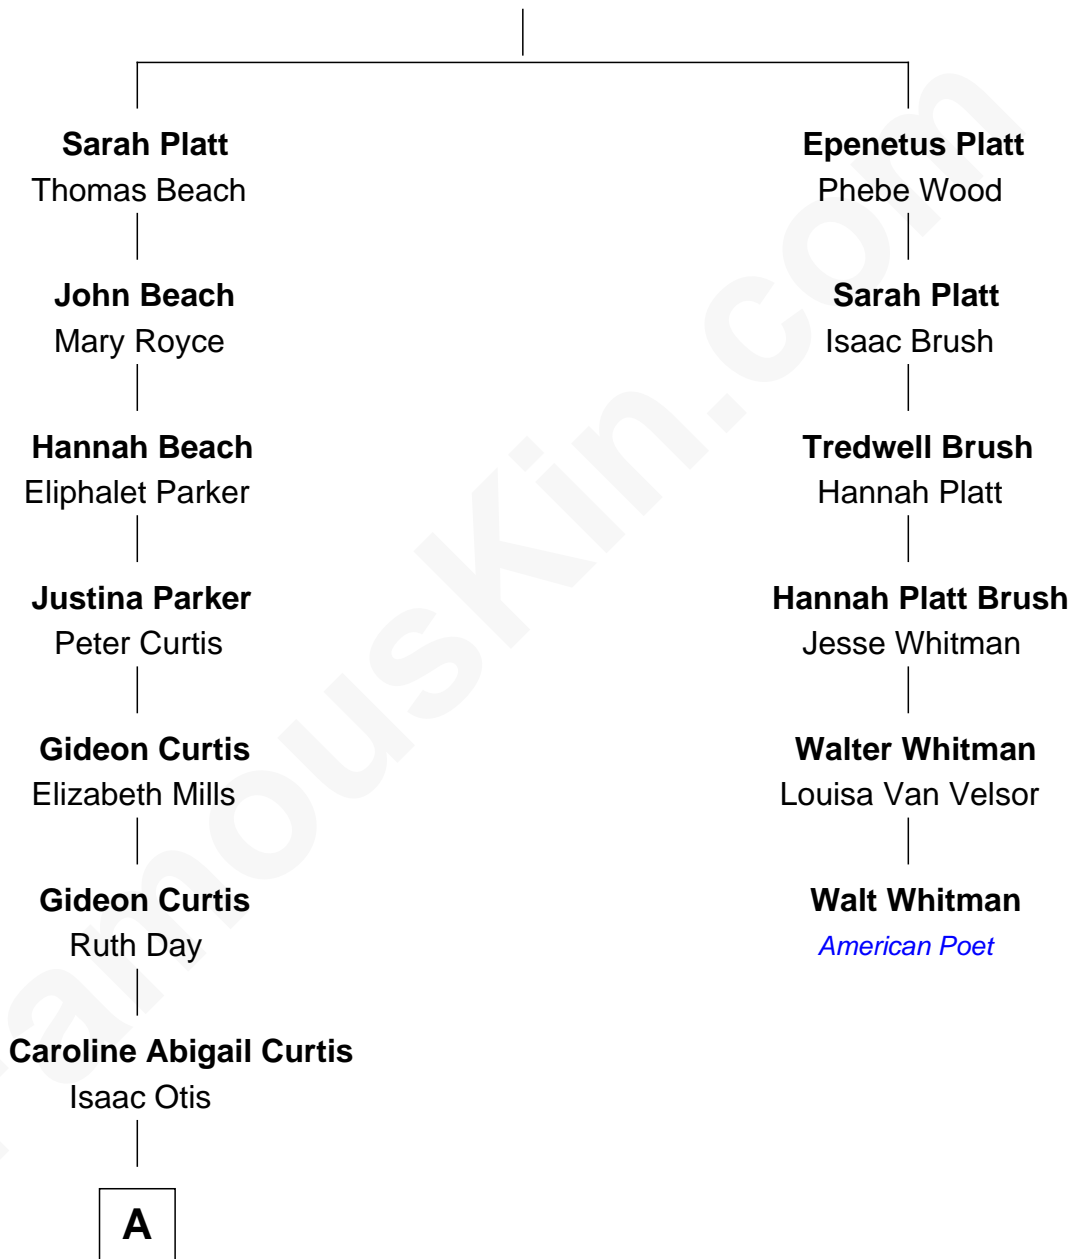 Sarah Platt
Thomas Beach
John Beach
Mary Royce
Hannah Beach
Eliphalet Parker
Justina Parker
Peter Curtis
Gideon Curtis
Elizabeth Mills
Gideon Curtis
Ruth Day
Caroline Abigail Curtis
Isaac Otis
A
Epenetus Platt
Phebe Wood
Sarah Platt
Isaac Brush
Tredwell Brush
Hannah Platt
Hannah Platt Brush
Jesse Whitman
Walter Whitman
Louisa Van Velsor
Walt Whitman
American Poet
FamousKin.com